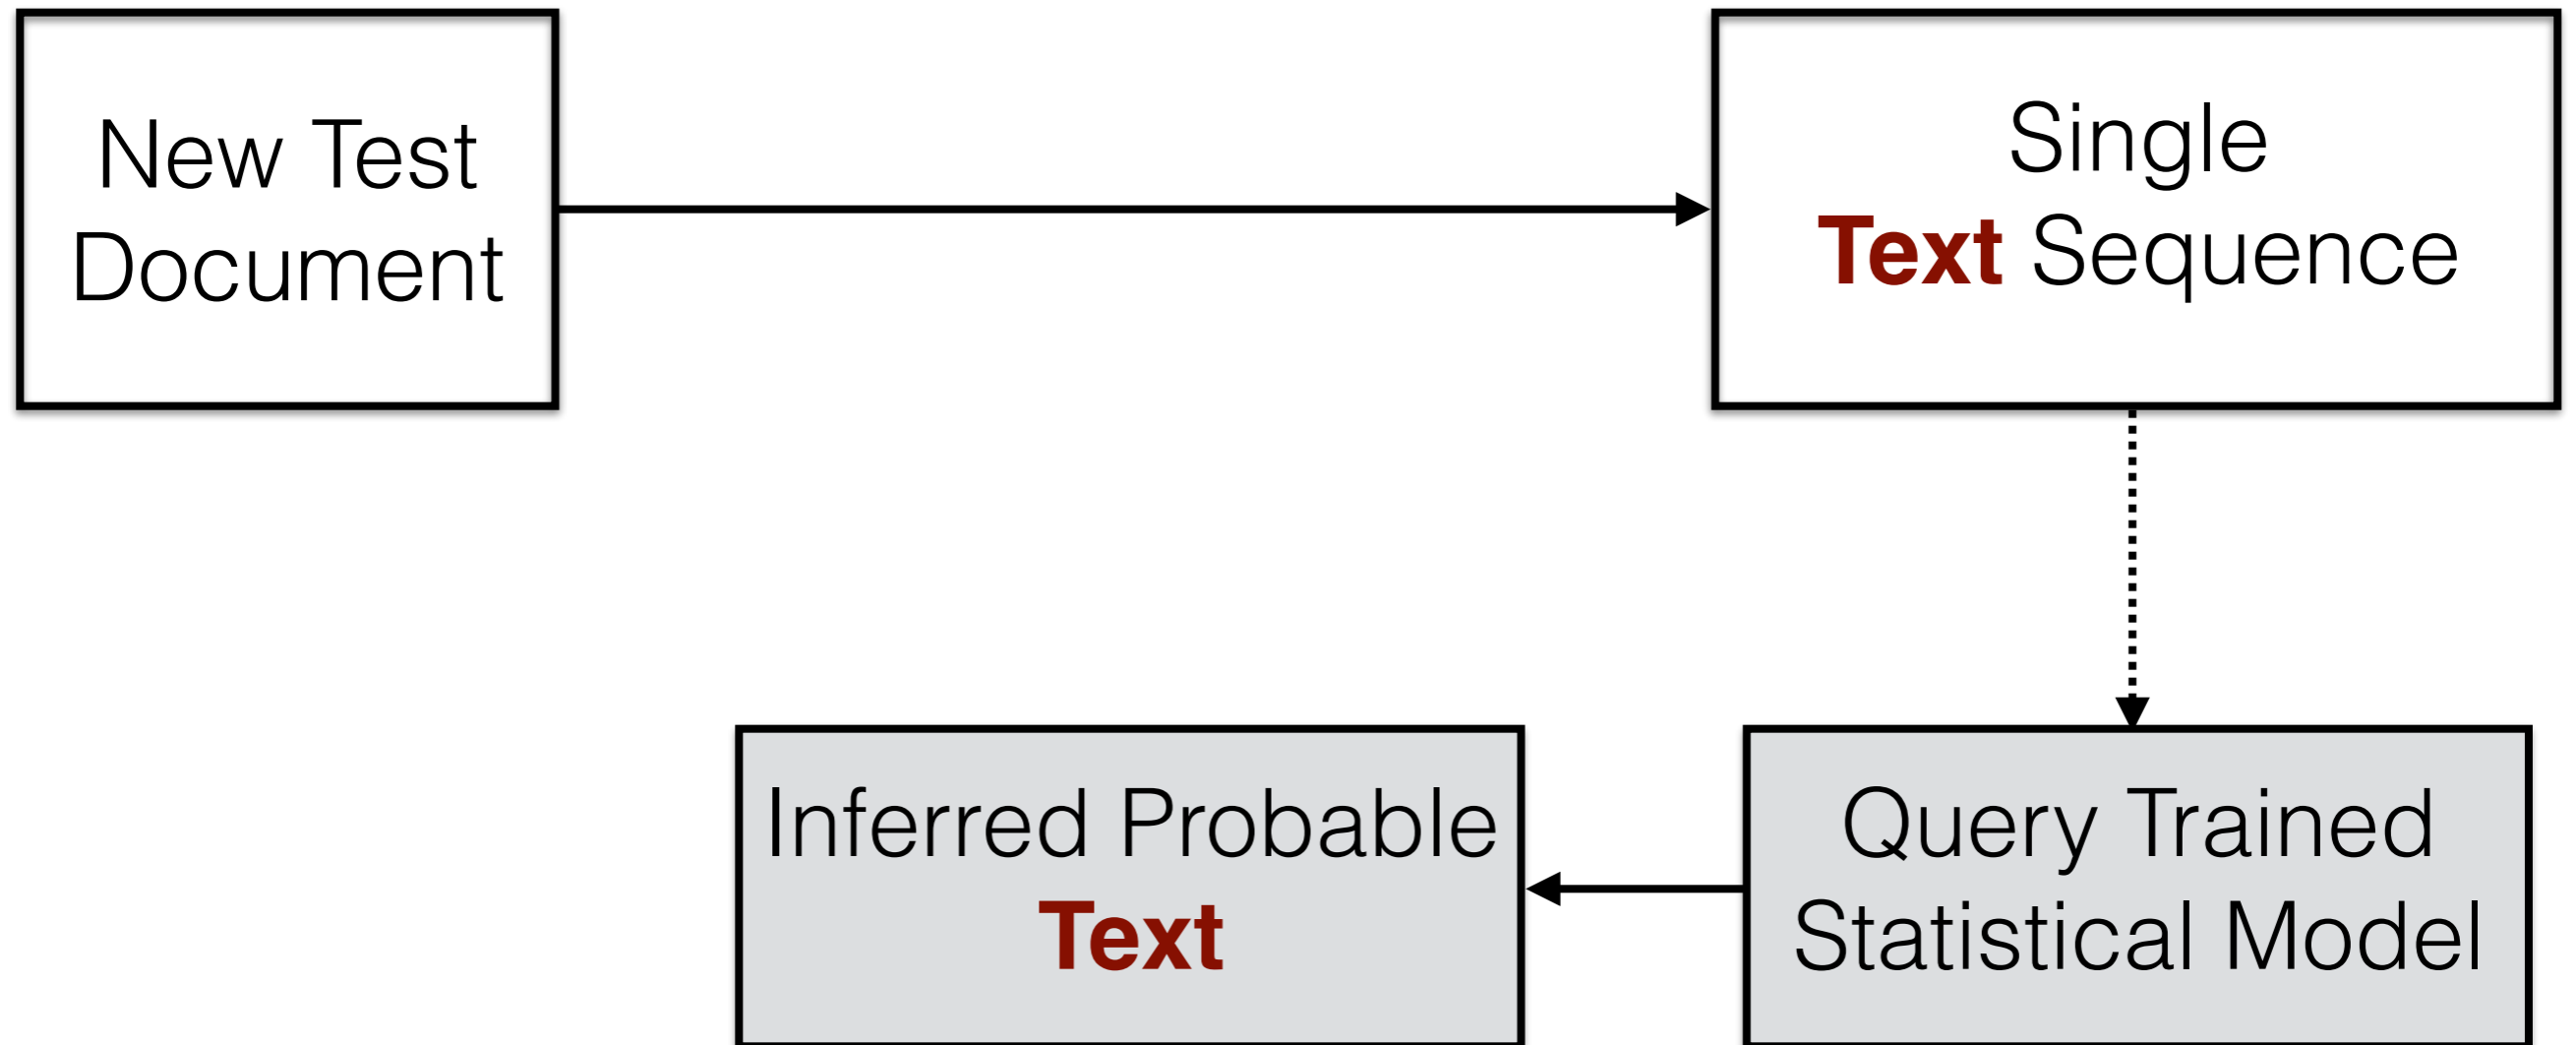 New Test
Document
Single
Text Sequence
Inferred Probable
Text
Query Trained
Statistical Model